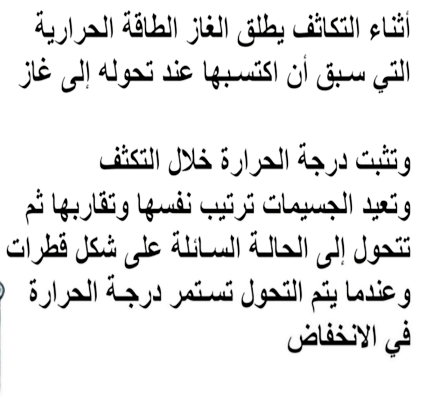 أثناء التكاثف يطلق الغاز الطاقة الحرارية
التي سبق أن اكتسبها عند تحوله إلى غاز
وتثبت درجة الحرارة خلال التكثف
وتعيد الجسيمات ترتيب نفسها وتقاربها ثم
تتحول إلى الحالة السائلة على شكل قطرات
وعندما يتم التحول تستمر درجة الحرارة
في الانخفاض